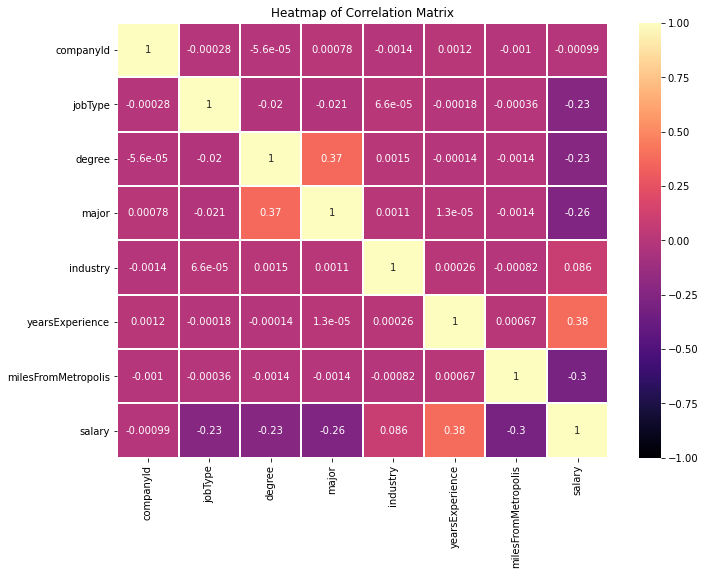 Heatmap of Correlation Matrix
companyId 1 -0.00028 -5.6e-05 0.00078 -0.0014 0.0012 -0.001 -0.00099
jobType -0.00028 1 -0.02 -0.021 6.6e-05 -0.00018 -0.00036 -0.23
degree -5.6e-05 -0.02 1 0.37 0.0015 -0.00014 -0.0014 -0.23
major 0.00078 -0.021 0.37 1 0.0011 1.3e-05 -0.0014 -0.26
industry -0.0014 6.6e-05 0.0015 0.0011 1 0.00026 -0.00082 0.086
yearsExperience 0.0012 -0.00018 -0.00014 1.3e-05 0.00026 1 0.00067 0.38
milesFromMetropolis -0.001 -0.00036 -0.0014 -0.0014 -0.00082 0.00067 1 -0.3
salary -0.00099 -0.23 -0.23 -0.26 0.086 0.38 -0.3 1
companyId jobType degree major industry yearsExperience milesFromMetropolis salary
1.00
0.75
0.50
0.25
0.00
−0.25
−0.50
−0.75
−1.00